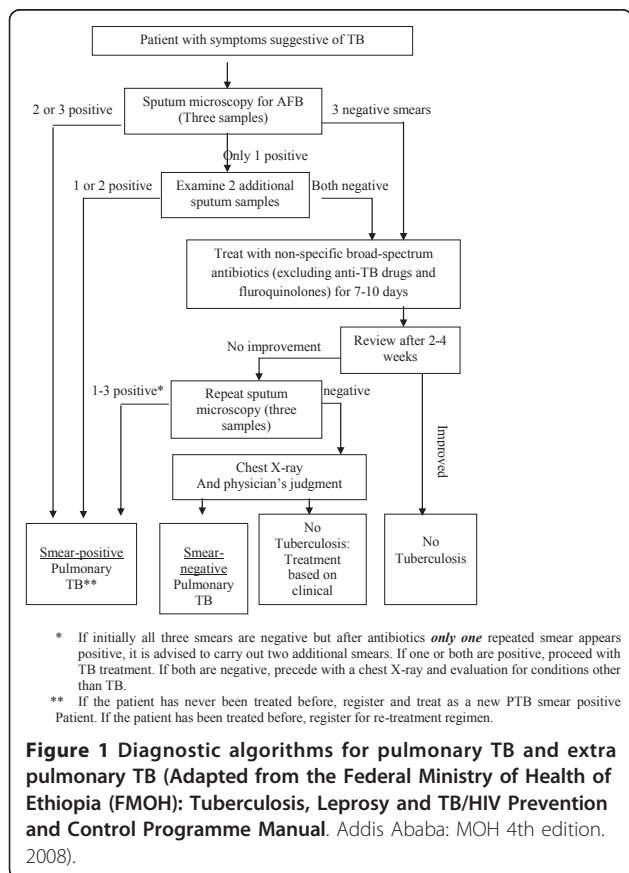 Patient with symptoms suggestive of TB
2 or 3 positive
Sputum microscopy for AFB
(Three samples)
3 negative smears
Only 1 positive
1 or 2 positive
Examine 2 additional
sputum samples
Both negative
Treat with non-specific broad-spectrum
antibiotics (excluding anti-TB drugs and
fluroquinolones) for 7-10 days
No improvement
Review after 2-4
weeks
1-3 positive*
Repeat sputum
microscopy (three
samples)
negative
Improved
Chest X-ray
And physician's judgment
Smear-positive
Pulmonary
TB**
Smear-
negative
Pulmonary
TB
No
Tuberculosis:
Treatment
based on
clinical
No
Tuberculosis
* If initially all three smears are negative but after antibiotics only one repeated smear appears
positive, it is advised to carry out two additional smears. If one or both are positive, proceed with
TB treatment. If both are negative, precede with a chest X-ray and evaluation for conditions other
than TB.
** If the patient has never been treated before, register and treat as a new PTB smear positive
Patient. If the patient has been treated before, register for re-treatment regimen.
Figure 1 Diagnostic algorithms for pulmonary TB and extra
pulmonary TB (Adapted from the Federal Ministry of Health of
Ethiopia (FMOH): Tuberculosis, Leprosy and TB/HIV Prevention
and Control Programme Manual. Addis Ababa: MOH 4th edition.
2008).